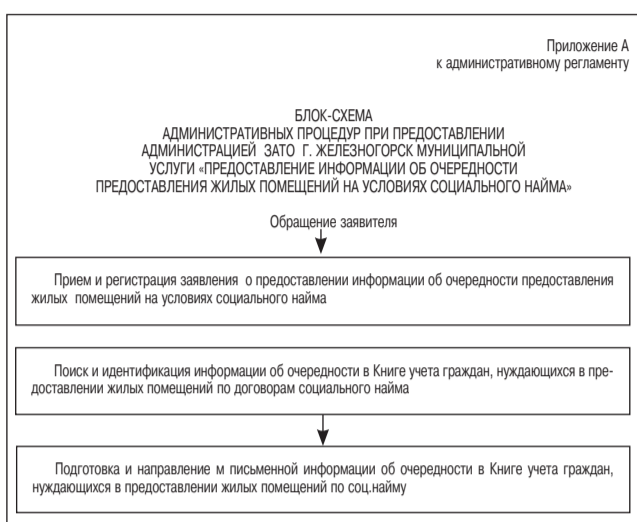 Приложение А
к административному регламенту
БЛОК-СХЕМА
АДМИНИСТРАТИВНЫХ ПРОЦЕДУР ПРИ ПРЕДОСТАВЛЕНИИ
АДМИНИСТРАЦИЕЙ ЗАТО Г. ЖЕЛЕЗНОГОРСК МУНИЦИПАЛЬНОЙ
УСЛУГИ «ПРЕДОСТАВЛЕНИЕ ИНФОРМАЦИИ ОБ ОЧЕРЕДНОСТИ
ПРЕДОСТАВЛЕНИЯ ЖИЛЫХ ПОМЕЩЕНИЙ НА УСЛОВИЯХ СОЦИАЛЬНОГО НАЙМА»
Обращение заявителя
Прием и регистрация заявления о предоставлении информации об очередности предоставления
жилых помещений на условиях социального найма
Поиск и идентификация информации об очередности в Книге учета граждан, нуждающихся в пре-
доставлении жилых помещений по договорам социального найма
Подготовка и направление м письменной информации об очередности в Книге учета граждан,
нуждающихся в предоставлении жилых помещений по соц.найму